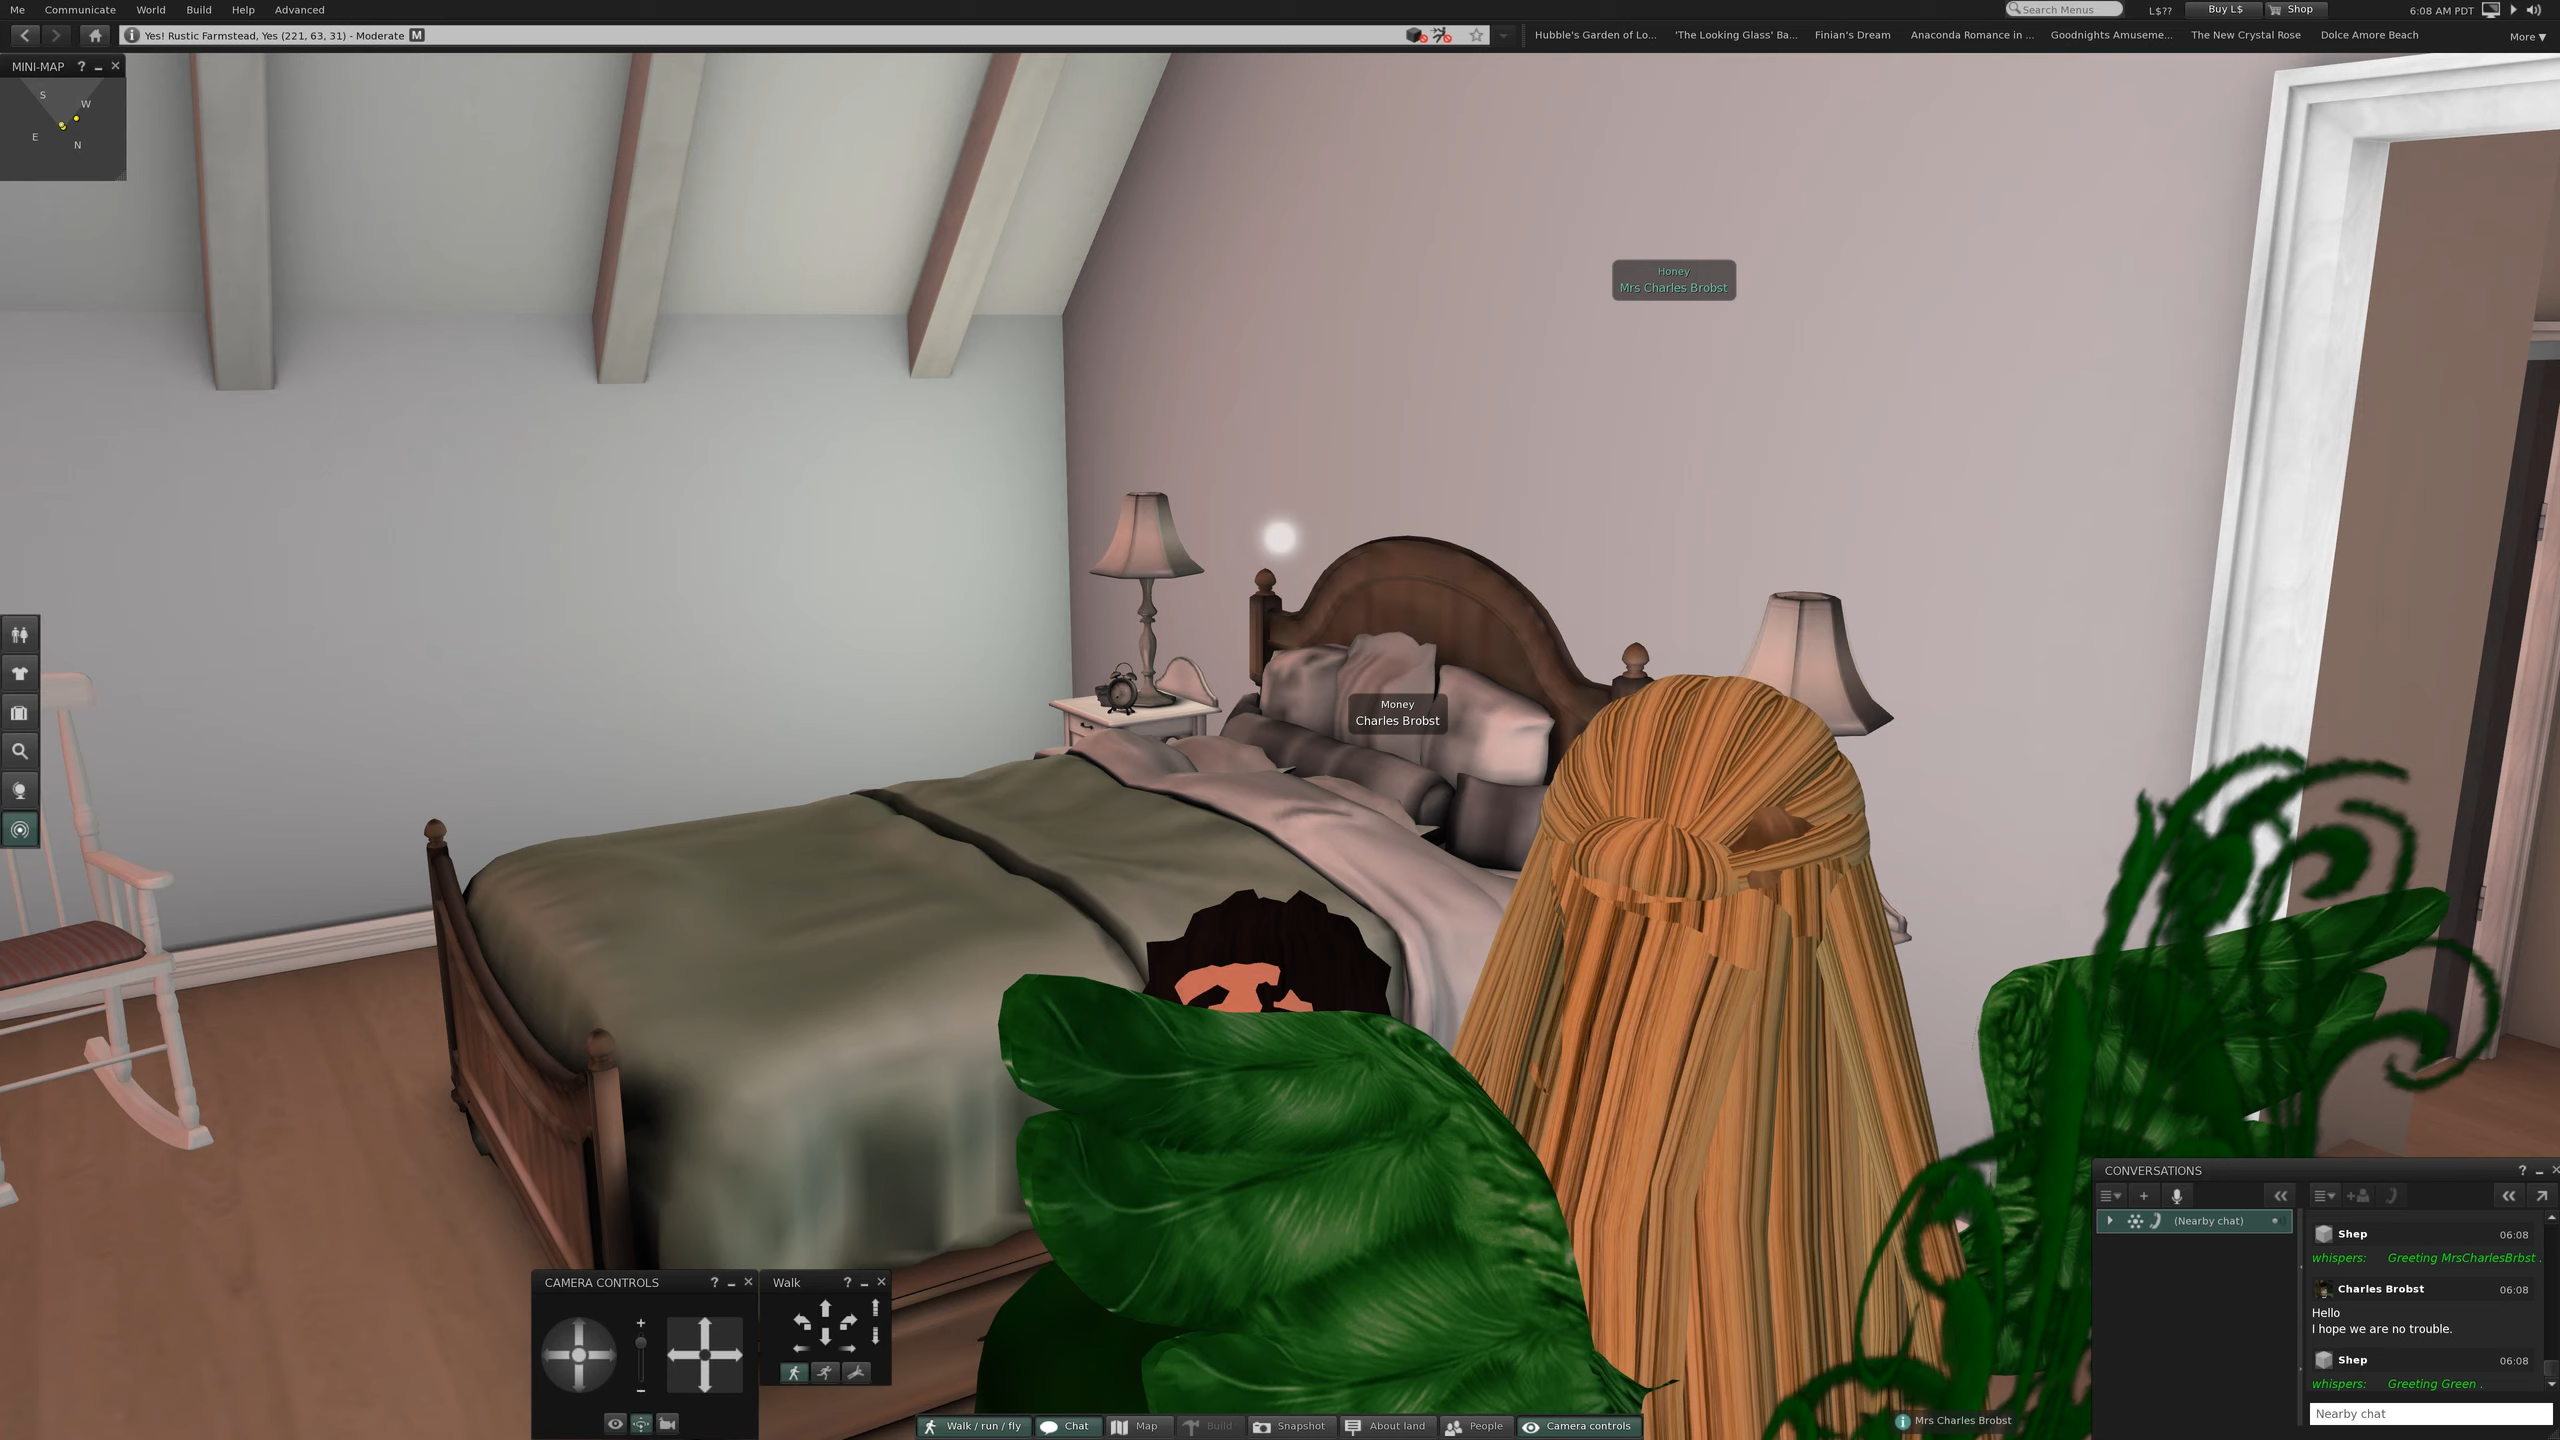 Me Communicate World Build Help Advanced
Search Menus L$?? Buy L$ Shop 6:08 AM PDT
Yes! Rustic Farmstead, Yes (221, 63, 31) - Moderate M
Hubble's Garden of Lo... 'The Looking Glass' Ba... Finian's Dream Anaconda Romance in ... Goodnights Amuseme... The New Crystal Rose Dolce Amore Beach More
MINI-MAP ?
S
W
E
N
Honey
Mrs Charles Brobst
Money
Charles Brobst
CONVERSATIONS ?
(Nearby chat)
Shep 06:08
whispers: Greeting MrsCharlesBrbst .
Charles Brobst 06:08
Hello
I hope we are no trouble.
Shep 06:08
whispers: Greeting Green .
Nearby chat
CAMERA CONTROLS ?
Walk ?
Walk / run / fly Chat Map Build Snapshot About land People Camera controls
Mrs Charles Brobst